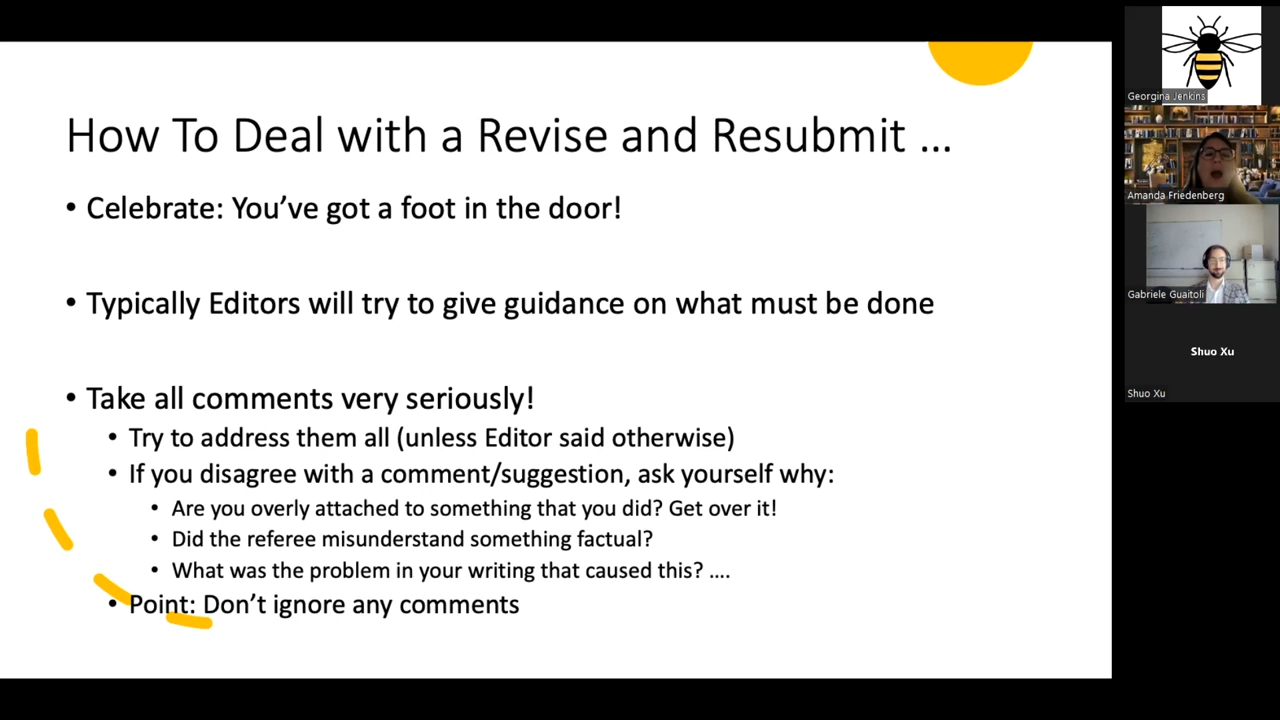 How To Deal with a Revise and Resubmit ...
• Celebrate: You’ve got a foot in the door!
• Typically Editors will try to give guidance on what must be done
• Take all comments very seriously!
• Try to address them all (unless Editor said otherwise)
• If you disagree with a comment/suggestion, ask yourself why:
• Are you overly attached to something that you did? Get over it!
• Did the referee misunderstand something factual?
• What was the problem in your writing that caused this? ....
• Point: Don’t ignore any comments
Georgina Jenkins
Amanda Friedenberg
Gabriele Guaitoli
Shuo Xu
Shuo Xu